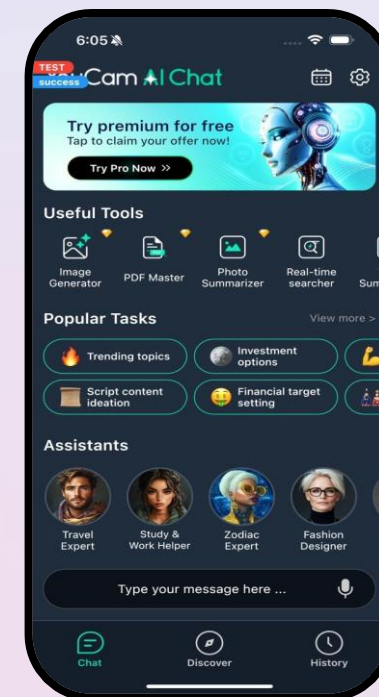 6:05
TEST
success
YouCam AI Chat
Try premium for free
Tap to claim your offer now!
Try Pro Now >>
Useful Tools
Image
Generator
PDF Master
Photo
Summarizer
Real-time
searcher
Sum
Popular Tasks
View more >
Trending topics
Investment
options
Script content
ideation
Financial target
setting
Assistants
Travel
Expert
Study &
Work Helper
Zodiac
Expert
Fashion
Designer
Type your message here ...
Chat
Discover
History